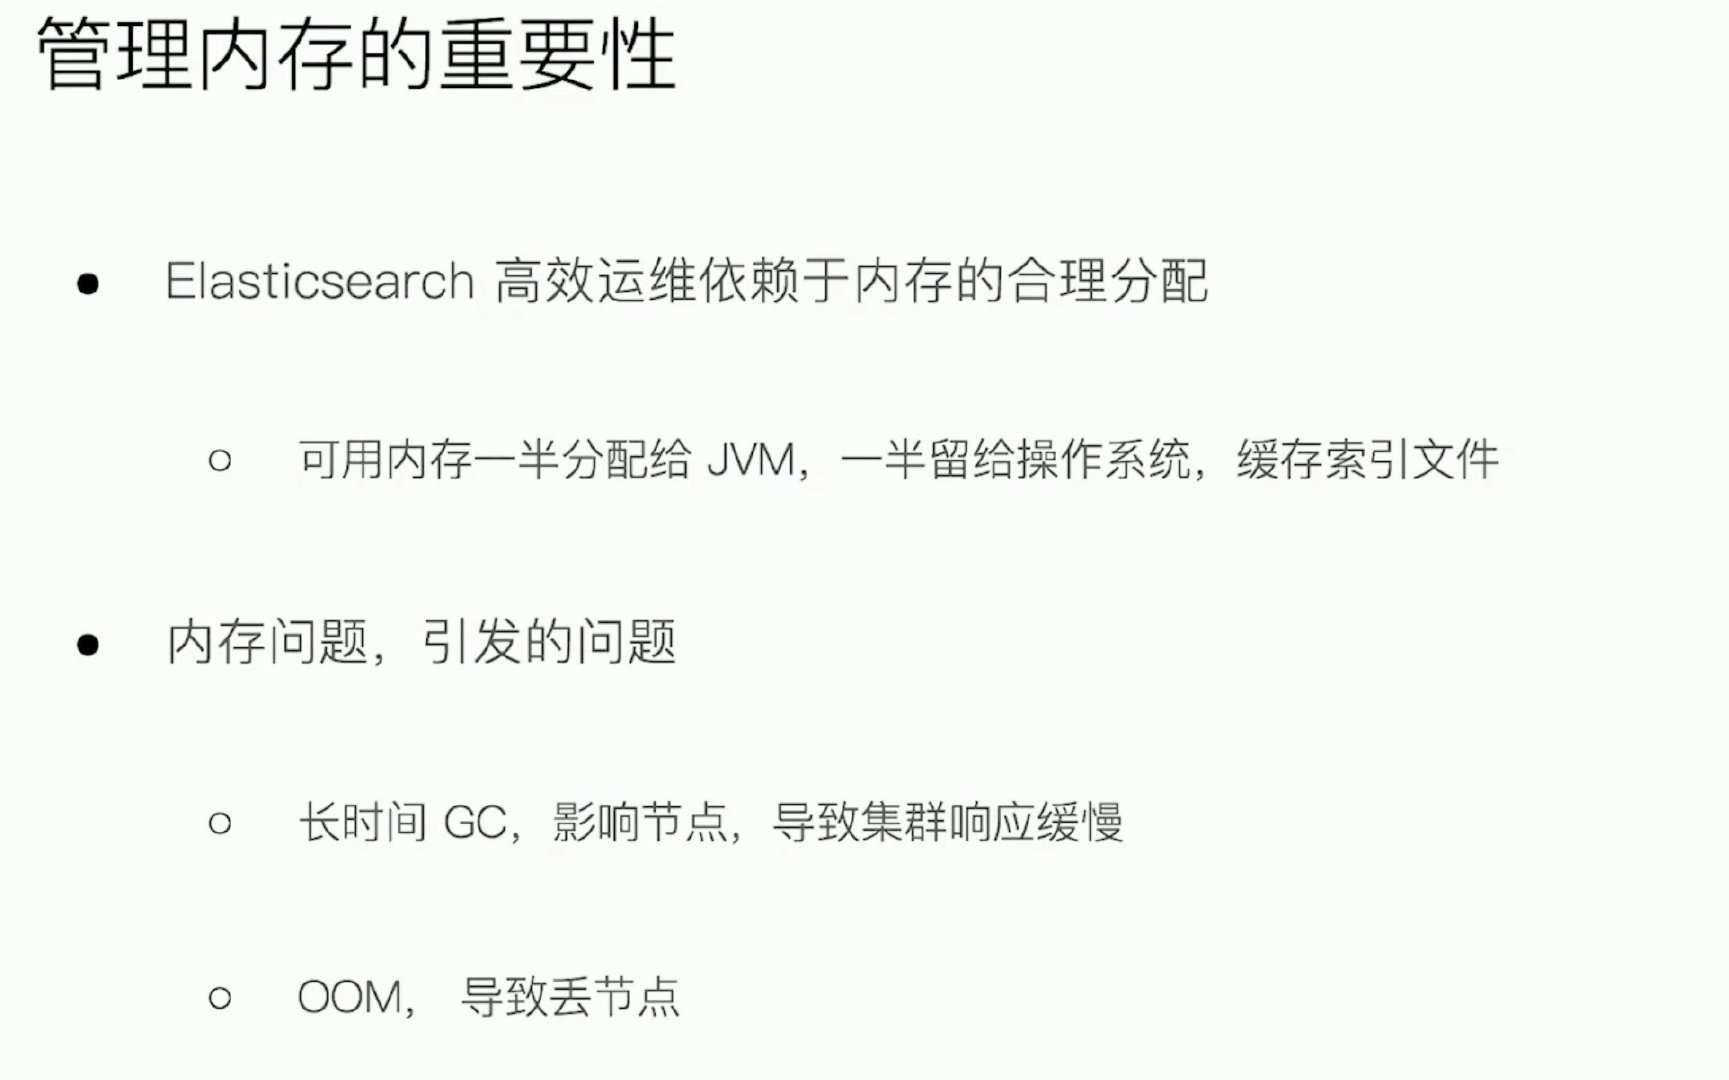 管理内存的重要性
● Elasticsearch 高效运维依赖于内存的合理分配
○ 可用内存一半分配给 JVM，一半留给操作系统，缓存索引文件
● 内存问题，引发的问题
○ 长时间 GC，影响节点，导致集群响应缓慢
○ OOM， 导致丢节点